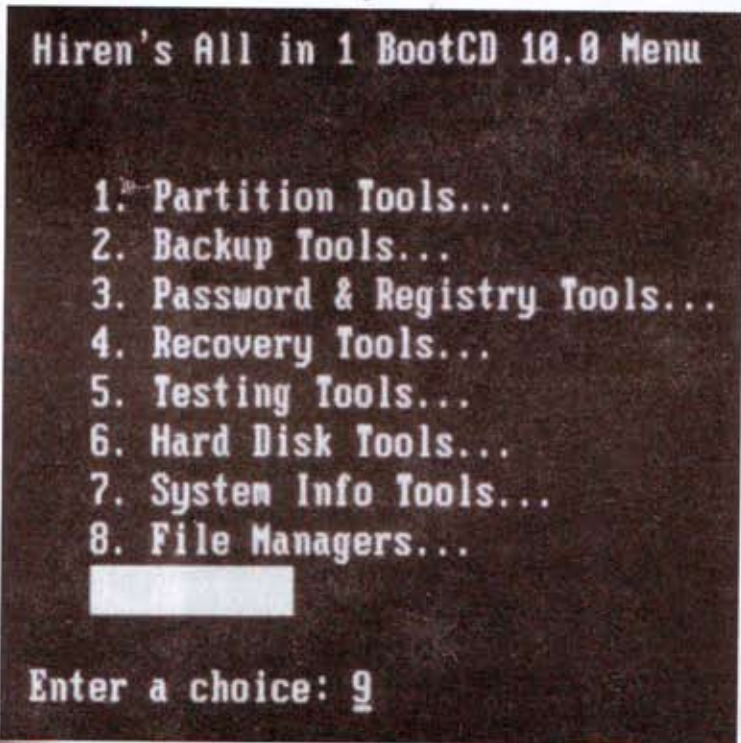 Hiren's All in 1 BootCD 10.0 Menu
1. Partition Tools...
2. Backup Tools...
3. Password & Registry Tools...
4. Recovery Tools...
5. Testing Tools...
6. Hard Disk Tools...
7. System Info Tools...
8. File Managers...
Enter a choice: 9